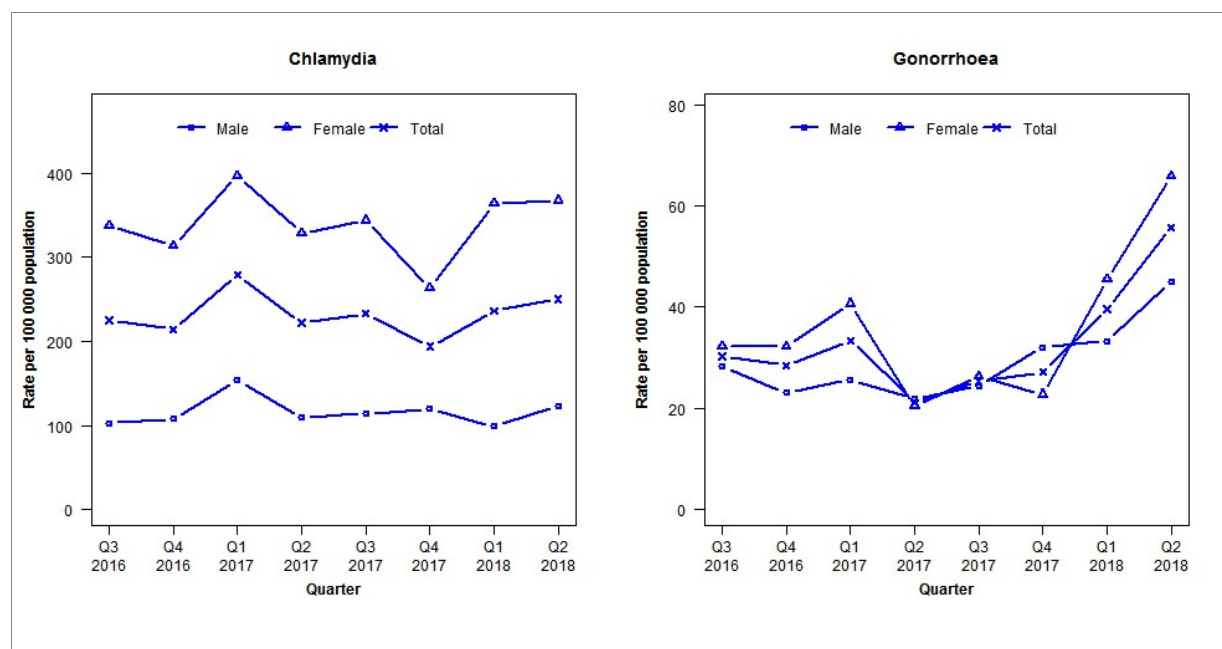 Chlamydia
Male Female Total
Rate per 100 000 population
400
300
200
100
0
Q3 Q4 Q1 Q2 Q3 Q4 Q1 Q2
2016 2016 2017 2017 2017 2017 2018 2018
Quarter
Gonorrhoea
Male Female Total
Rate per 100 000 population
80
60
40
20
0
Q3 Q4 Q1 Q2 Q3 Q4 Q1 Q2
2016 2016 2017 2017 2017 2017 2018 2018
Quarter